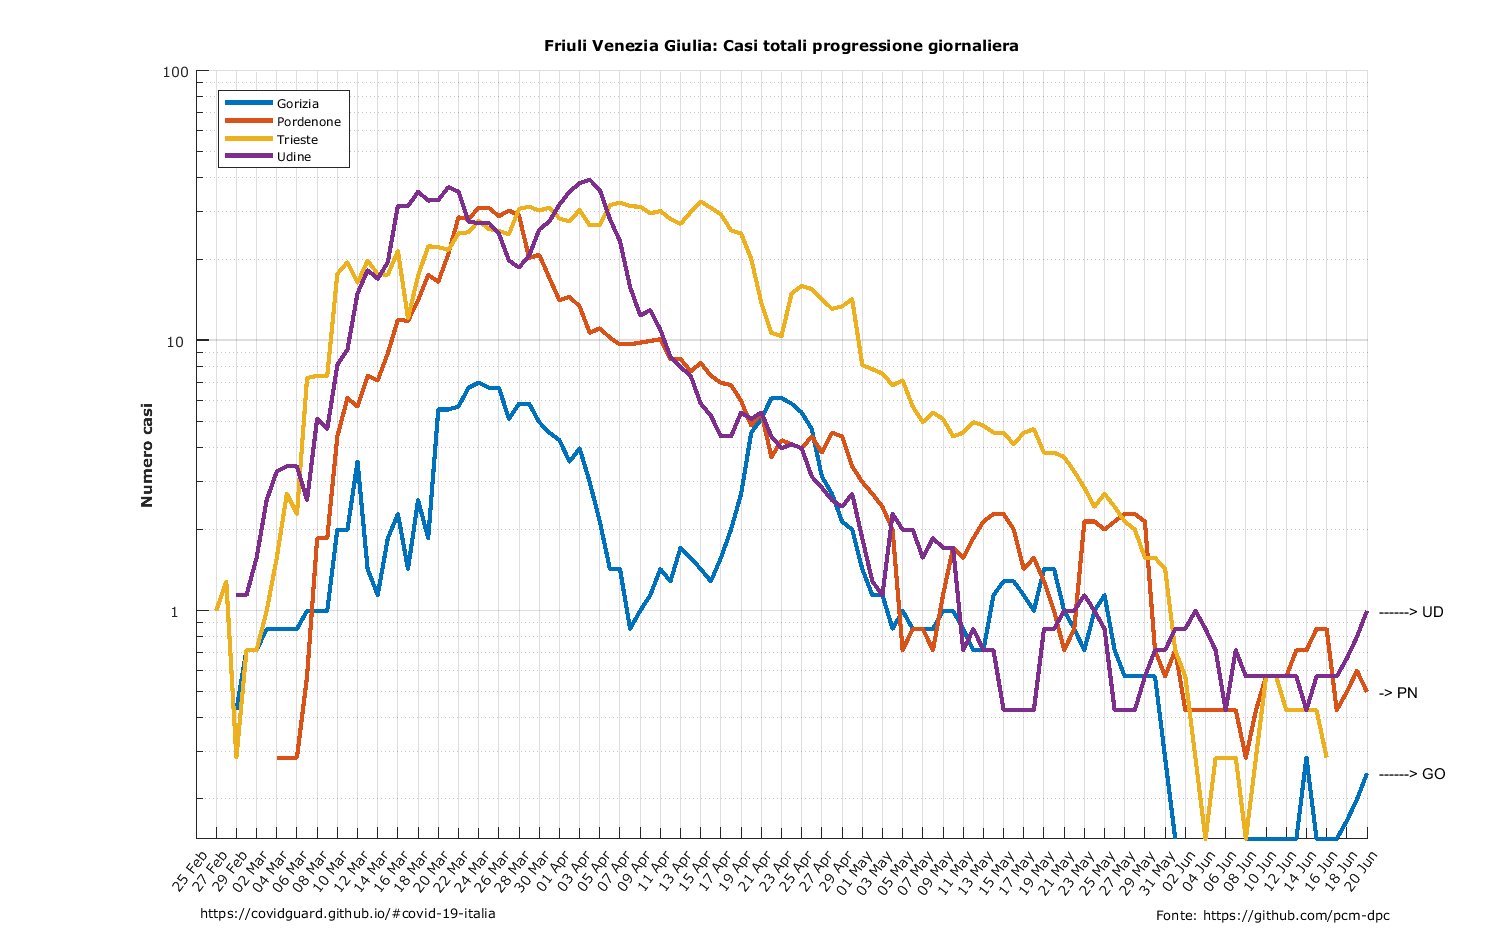 Friuli Venezia Giulia: Casi totali progressione giornaliera
100
10
1
Numero casi
Gorizia
Pordenone
Trieste
Udine
------> UD
-> PN
------> GO
25 Feb
27 Feb
29 Feb
02 Mar
04 Mar
06 Mar
08 Mar
10 Mar
12 Mar
14 Mar
16 Mar
18 Mar
20 Mar
22 Mar
24 Mar
26 Mar
28 Mar
30 Mar
01 Apr
03 Apr
05 Apr
07 Apr
09 Apr
11 Apr
13 Apr
15 Apr
17 Apr
19 Apr
21 Apr
23 Apr
25 Apr
27 Apr
29 Apr
01 May
03 May
05 May
07 May
09 May
11 May
13 May
15 May
17 May
19 May
21 May
23 May
25 May
27 May
29 May
31 May
02 Jun
04 Jun
06 Jun
08 Jun
10 Jun
12 Jun
14 Jun
16 Jun
18 Jun
20 Jun
https://covidguard.github.io/#covid-19-italia
Fonte: https://github.com/pcm-dpc